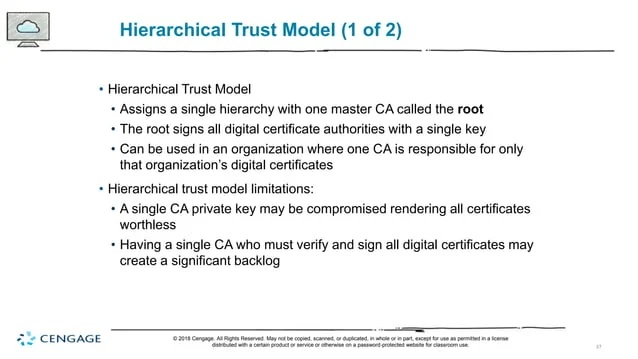 Hierarchical Trust Model (1 of 2)
• Hierarchical Trust Model
• Assigns a single hierarchy with one master CA called the root
• The root signs all digital certificate authorities with a single key
• Can be used in an organization where one CA is responsible for only
that organization's digital certificates
• Hierarchical trust model limitations:
• A single CA private key may be compromised rendering all certificates
worthless
• Having a single CA who must verify and sign all digital certificates may
create a significant backlog
CENGAGE
© 2018 Cengage. All Rights Reserved. May not be copied, scanned, or duplicated, in whole or in part, except for use as permitted in a license
distributed with a certain product or service or otherwise on a password-protected website for classroom use.